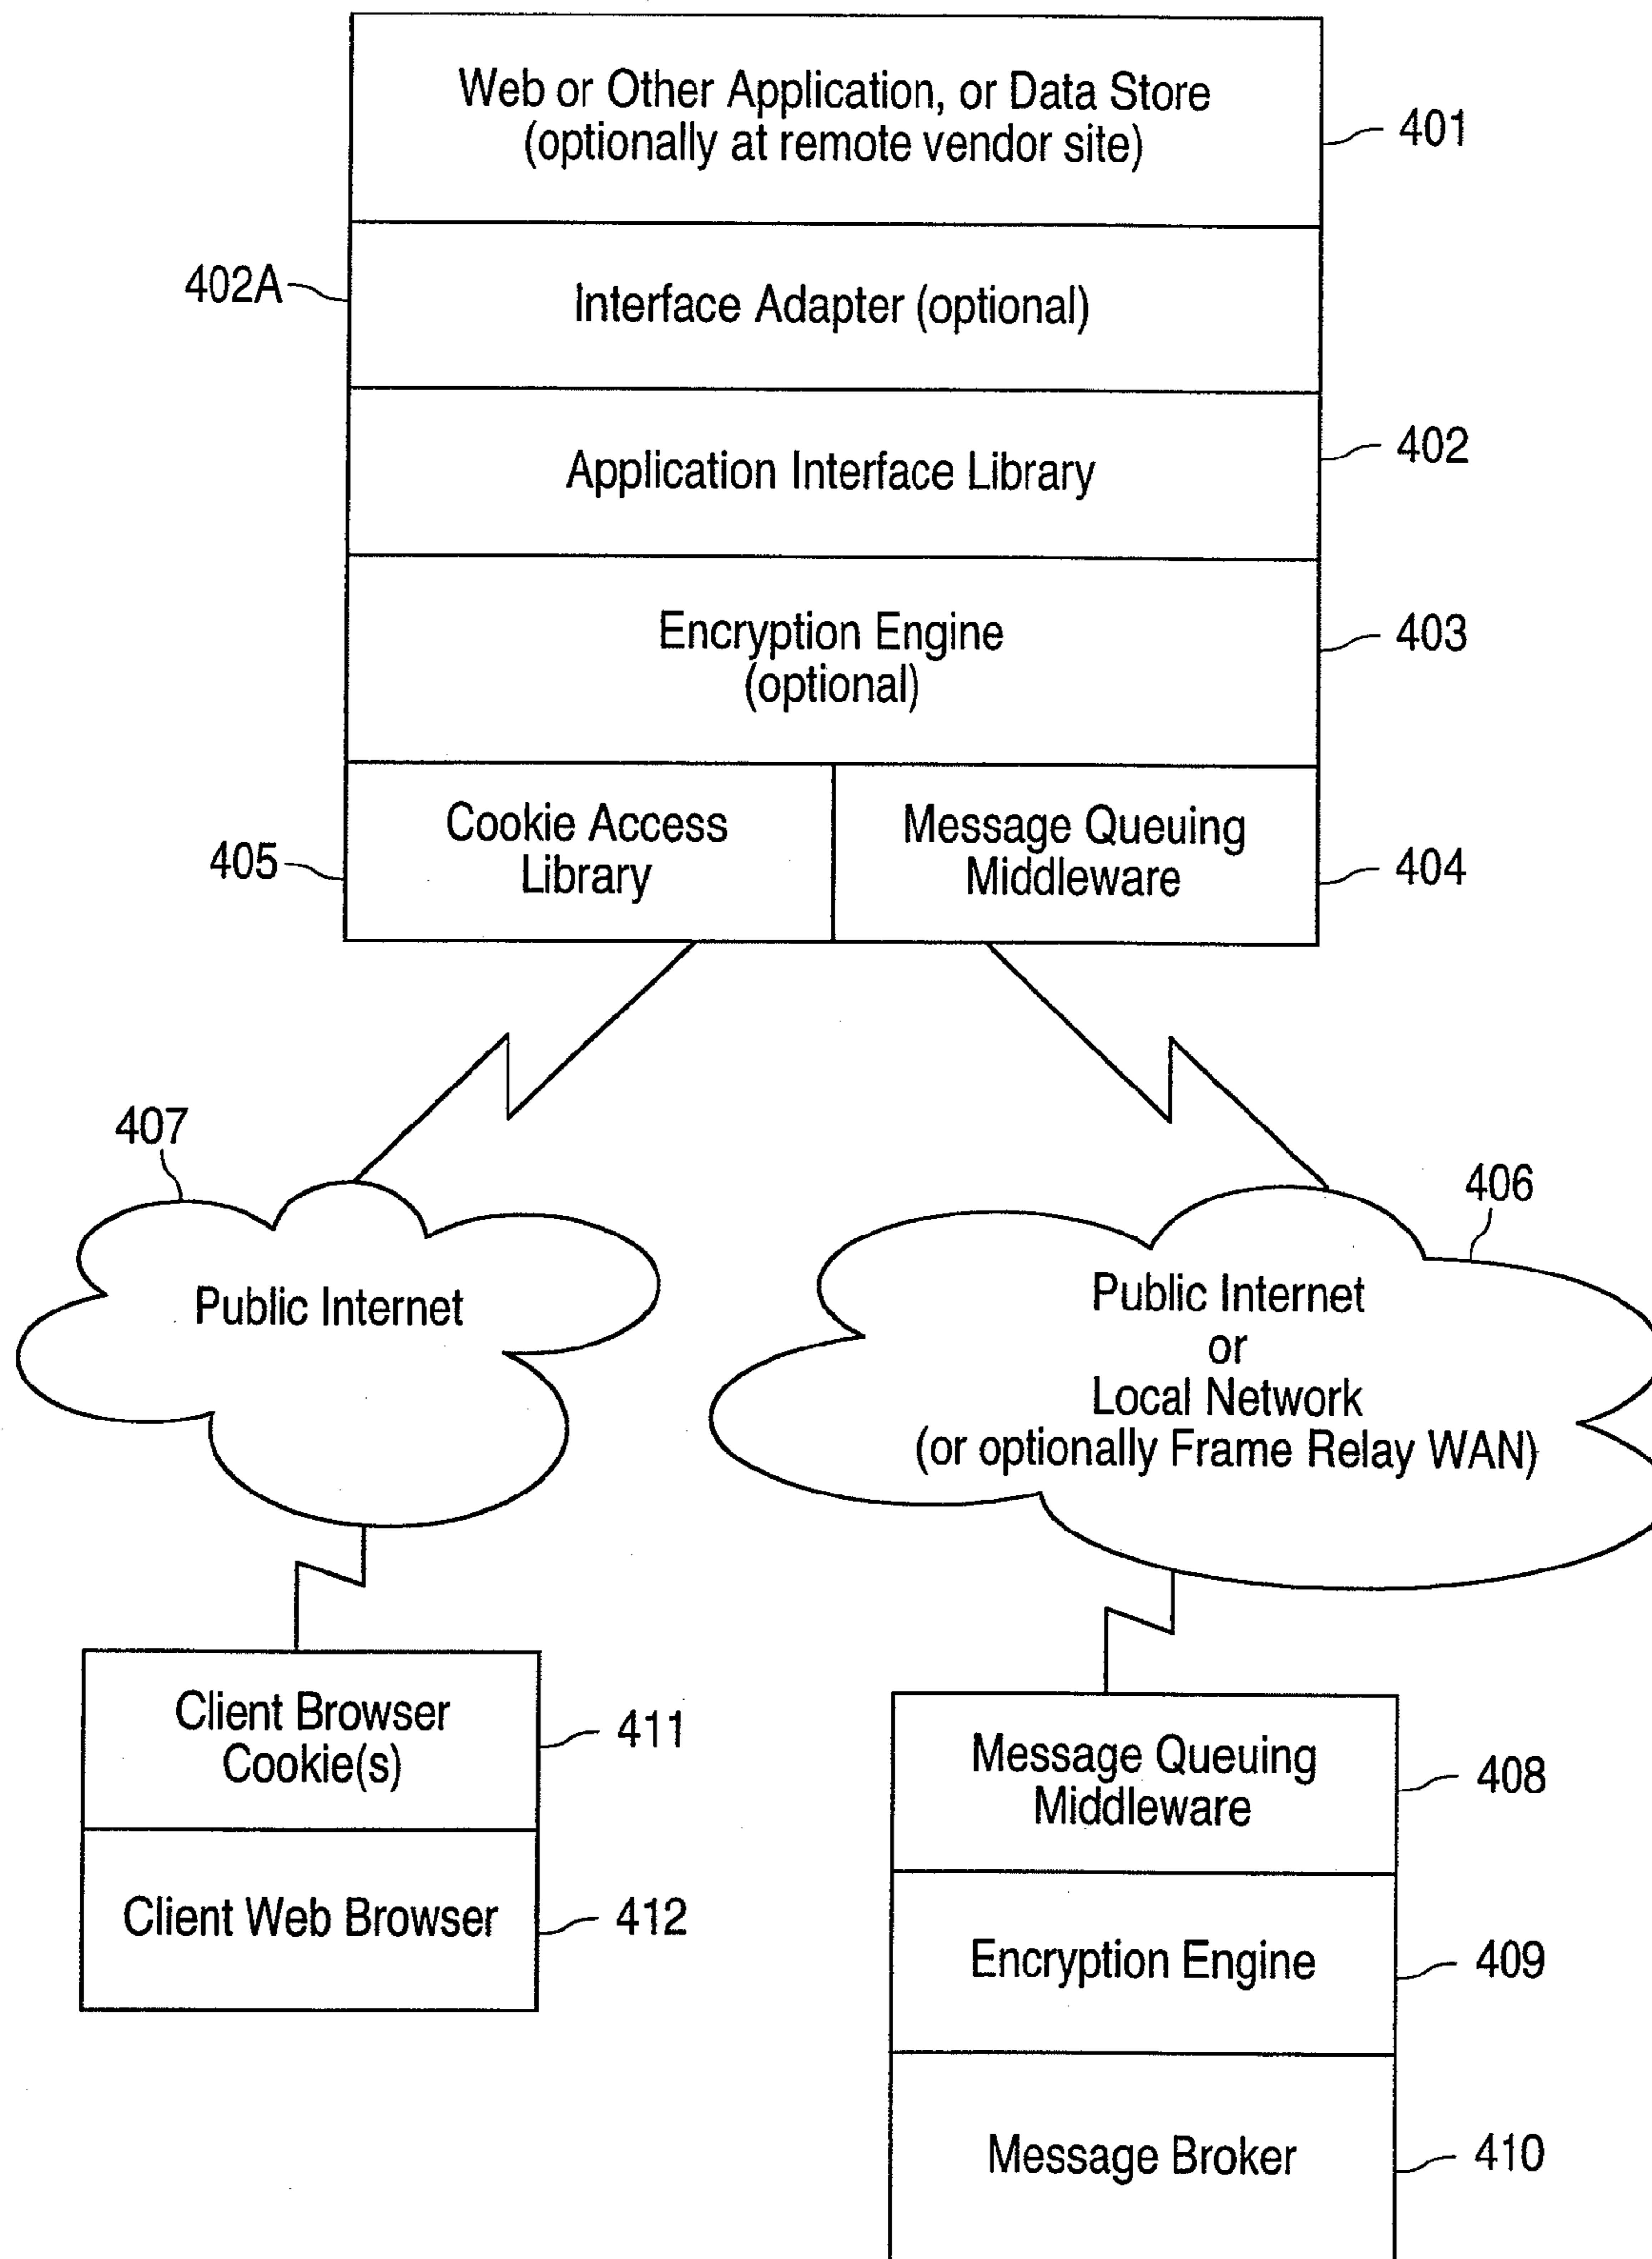 Web or Other Application, or Data Store
(optionally at remote vendor site)
401
402A
Interface Adapter (optional)
Application Interface Library
402
Encryption Engine
(optional)
403
405
Cookie Access
Library
Message Queuing
Middleware
404
407
Public Internet
406
Public Internet
or
Local Network
(or optionally Frame Relay WAN)
Client Browser
Cookie(s)
411
Client Web Browser
412
Message Queuing
Middleware
408
Encryption Engine
409
Message Broker
410